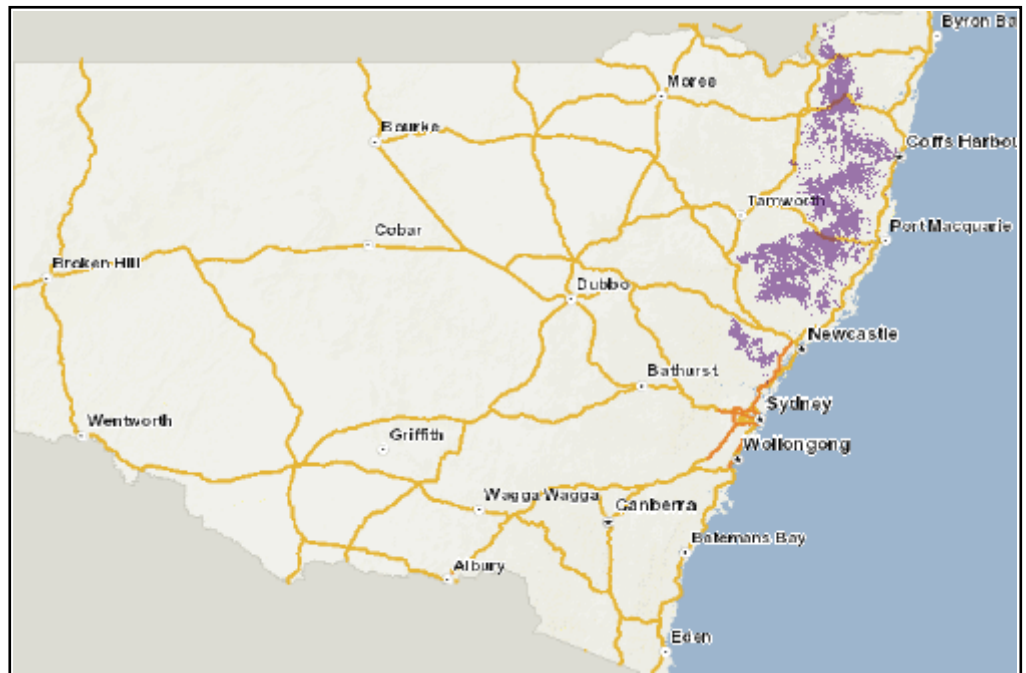 Byron Ba
Moree
Bourke
Coffs Harbou
Tamworth
Cobar
Port Macquarie
Broken Hill
Dubbo
Newcastle
Bathurst
Sydney
Wentworth
Griffith
Wollongong
Wagga Wagga
Canberra
Batemans Bay
Albury
Eden